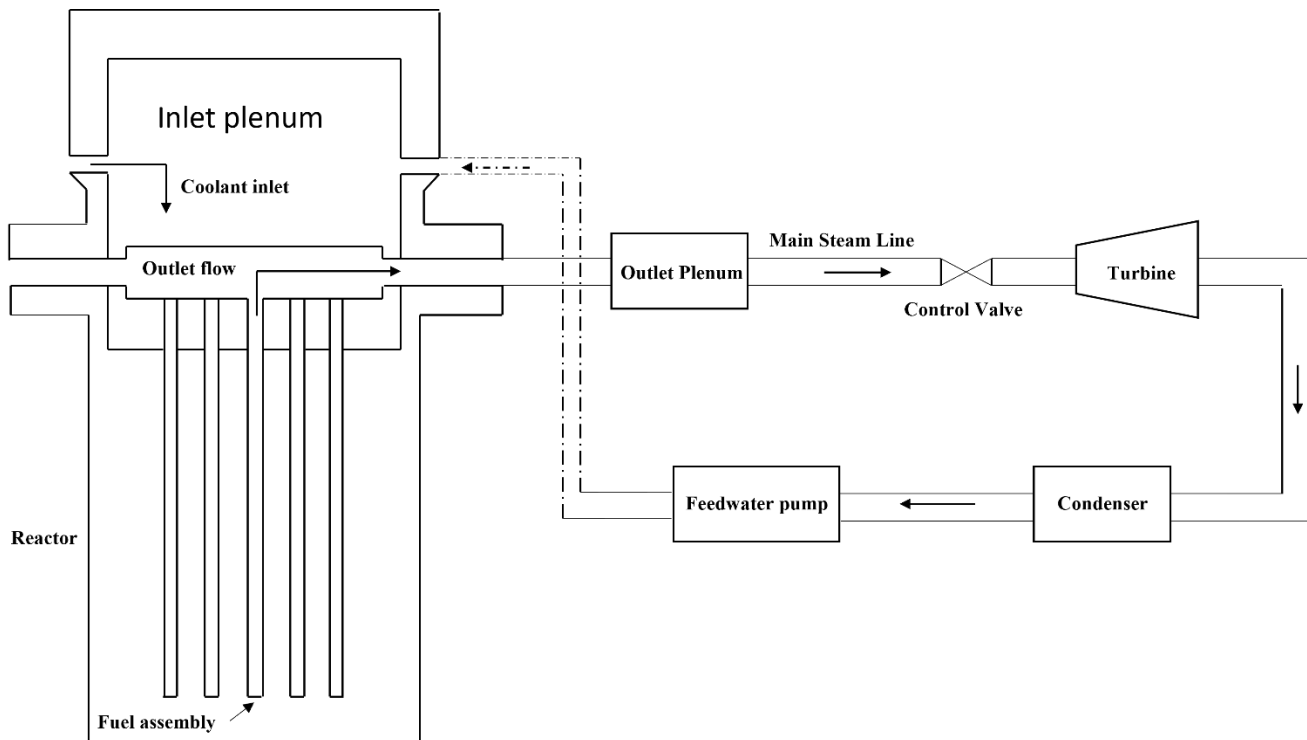 Inlet plenum
Coolant inlet
Outlet flow
Outlet Plenum
Main Steam Line
Control Valve
Turbine
Feedwater pump
Condenser
Reactor
Fuel assembly